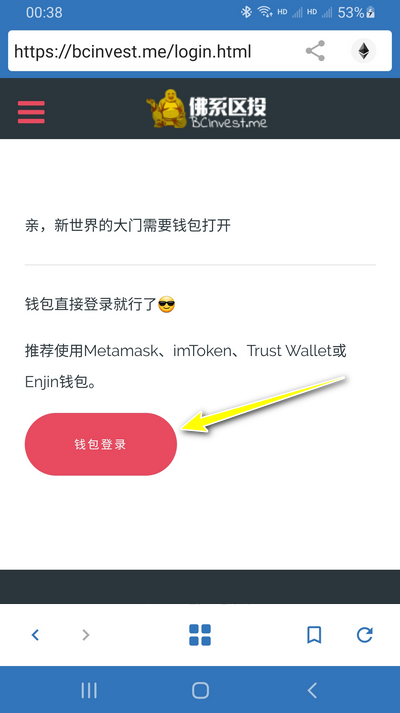 00:38
HD HD 53%
https://bcinvest.me/login.html
佛系区投
BCInvest.me
亲，新世界的大门需要钱包打开
钱包直接登录就行了😎
推荐使用Metamask、imToken、Trust Wallet或
Enjin钱包。
钱包登录